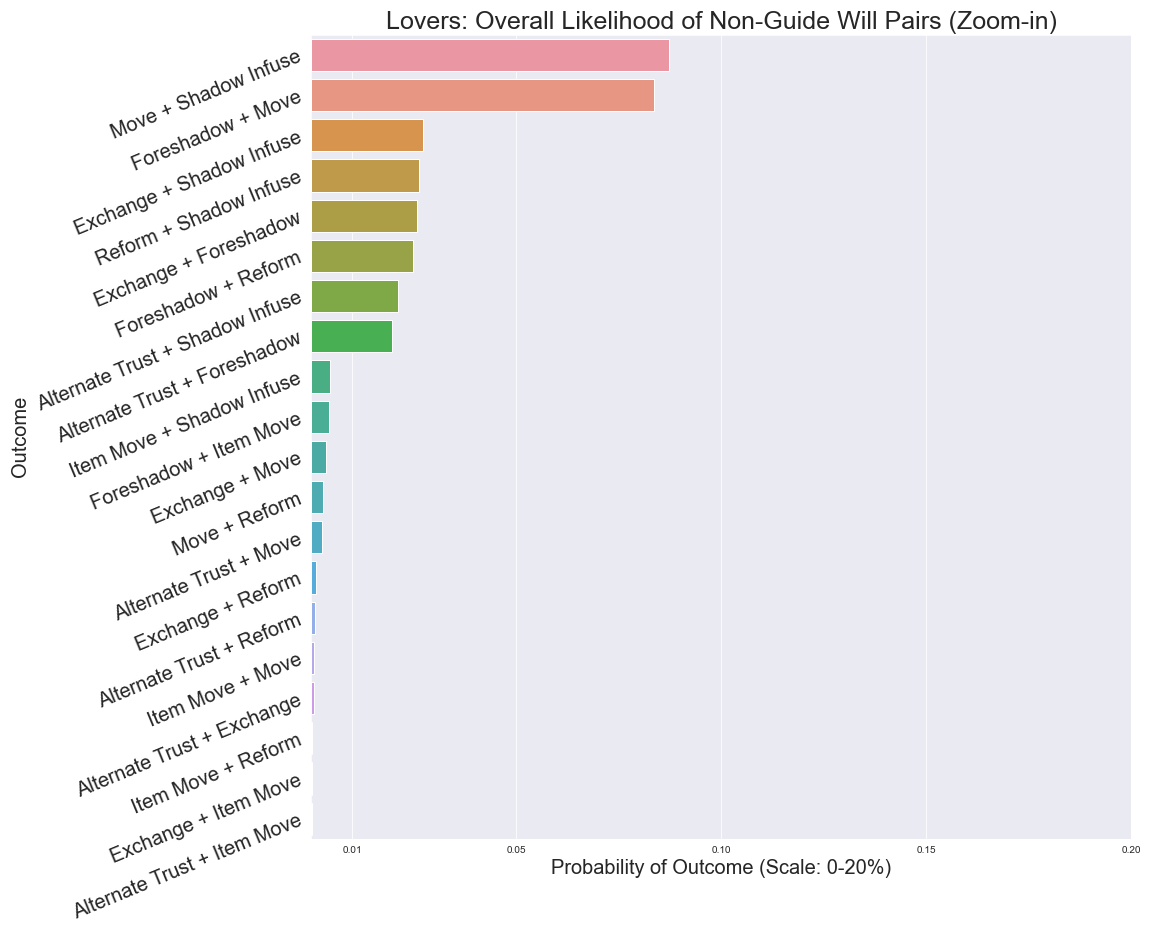 Lovers: Overall Likelihood of Non-Guide Will Pairs (Zoom-in)
Outcome
Move + Shadow Infuse
Foreshadow + Move
Exchange + Shadow Infuse
Reform + Shadow Infuse
Exchange + Foreshadow
Foreshadow + Reform
Alternate Trust + Shadow Infuse
Alternate Trust + Foreshadow
Item Move + Shadow Infuse
Foreshadow + Item Move
Exchange + Move
Move + Reform
Alternate Trust + Move
Exchange + Reform
Alternate Trust + Reform
Item Move + Move
Alternate Trust + Exchange
Item Move + Reform
Exchange + Item Move
Alternate Trust + Item Move
0.01 0.05 0.10 0.15 0.20
Probability of Outcome (Scale: 0-20%)